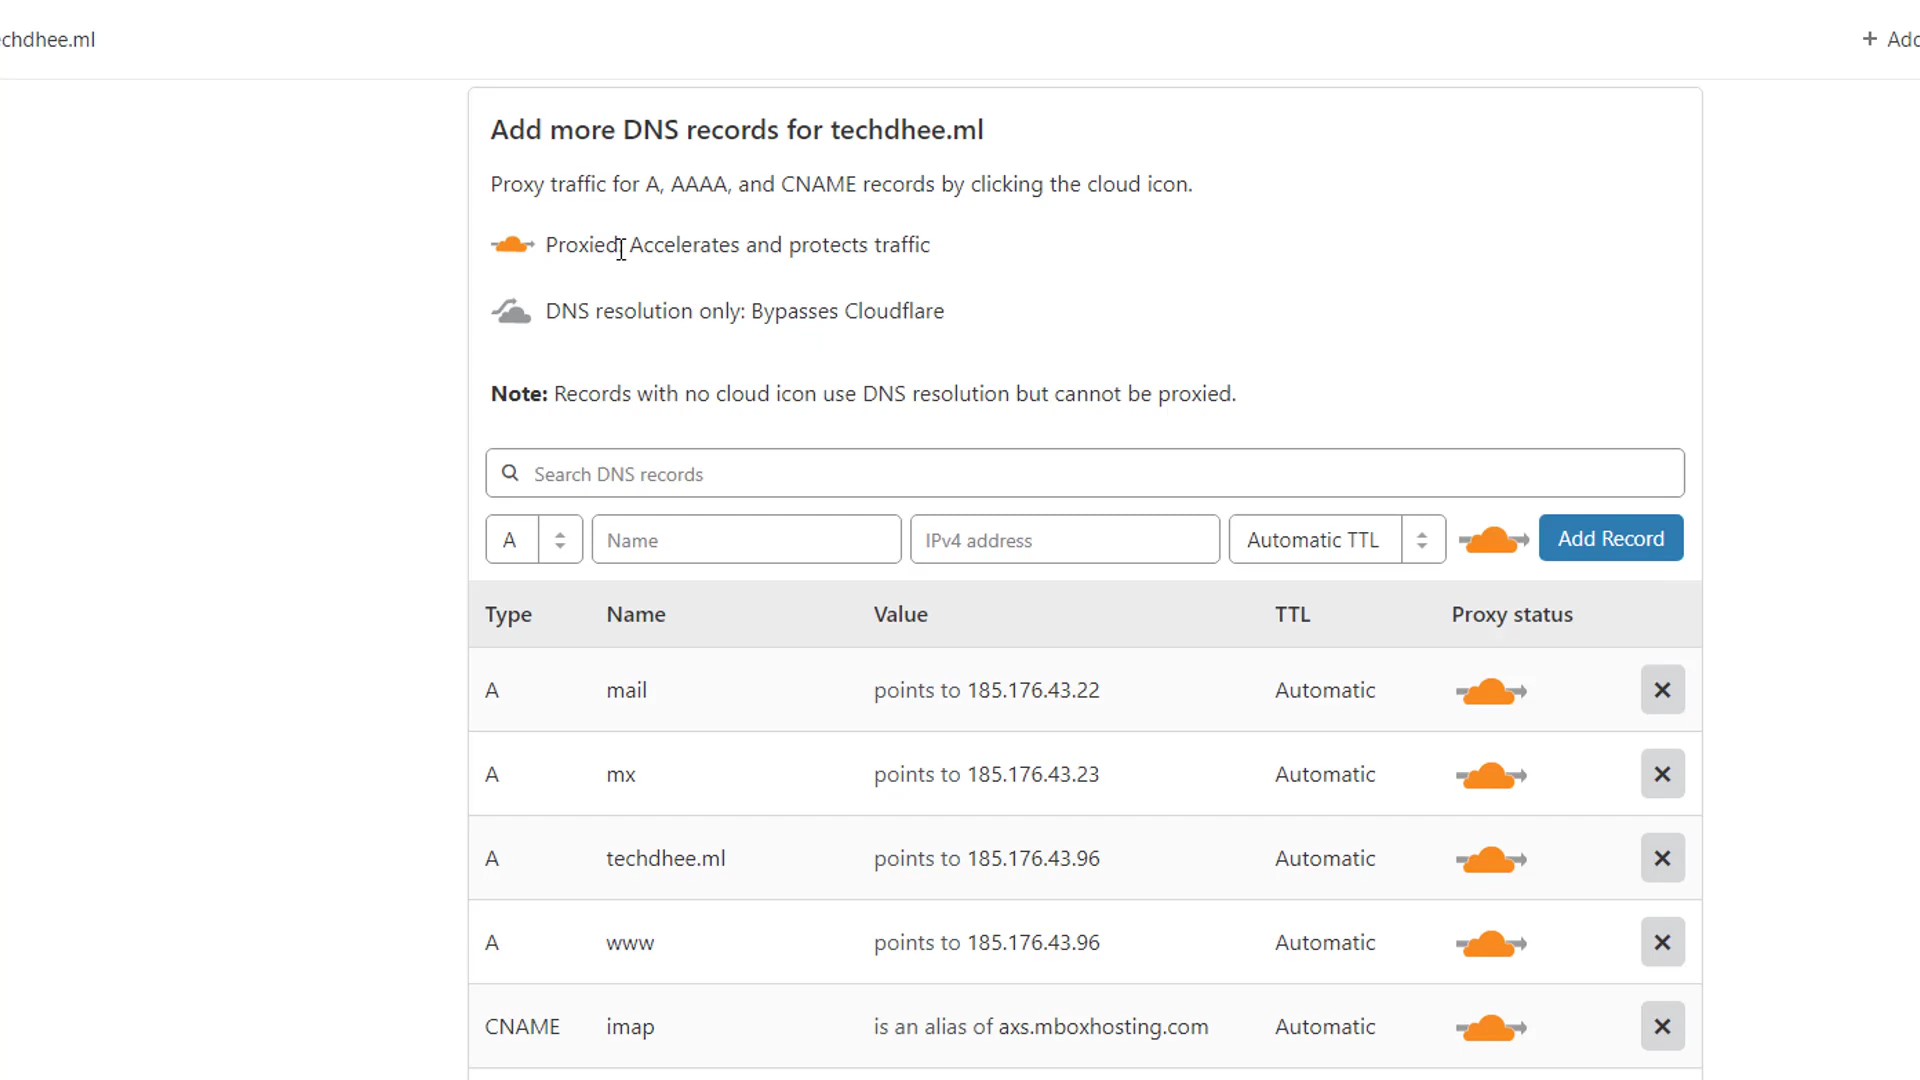 echdhee.ml
+ Add
Add more DNS records for techdhee.ml
Proxy traffic for A, AAAA, and CNAME records by clicking the cloud icon.
Proxied: Accelerates and protects traffic
DNS resolution only: Bypasses Cloudflare
Note: Records with no cloud icon use DNS resolution but cannot be proxied.
Search DNS records
A Name IPv4 address Automatic TTL Add Record
Type Name Value TTL Proxy status
A mail points to 185.176.43.22 Automatic
A mx points to 185.176.43.23 Automatic
A techdhee.ml points to 185.176.43.96 Automatic
A www points to 185.176.43.96 Automatic
CNAME imap is an alias of axs.mboxhosting.com Automatic